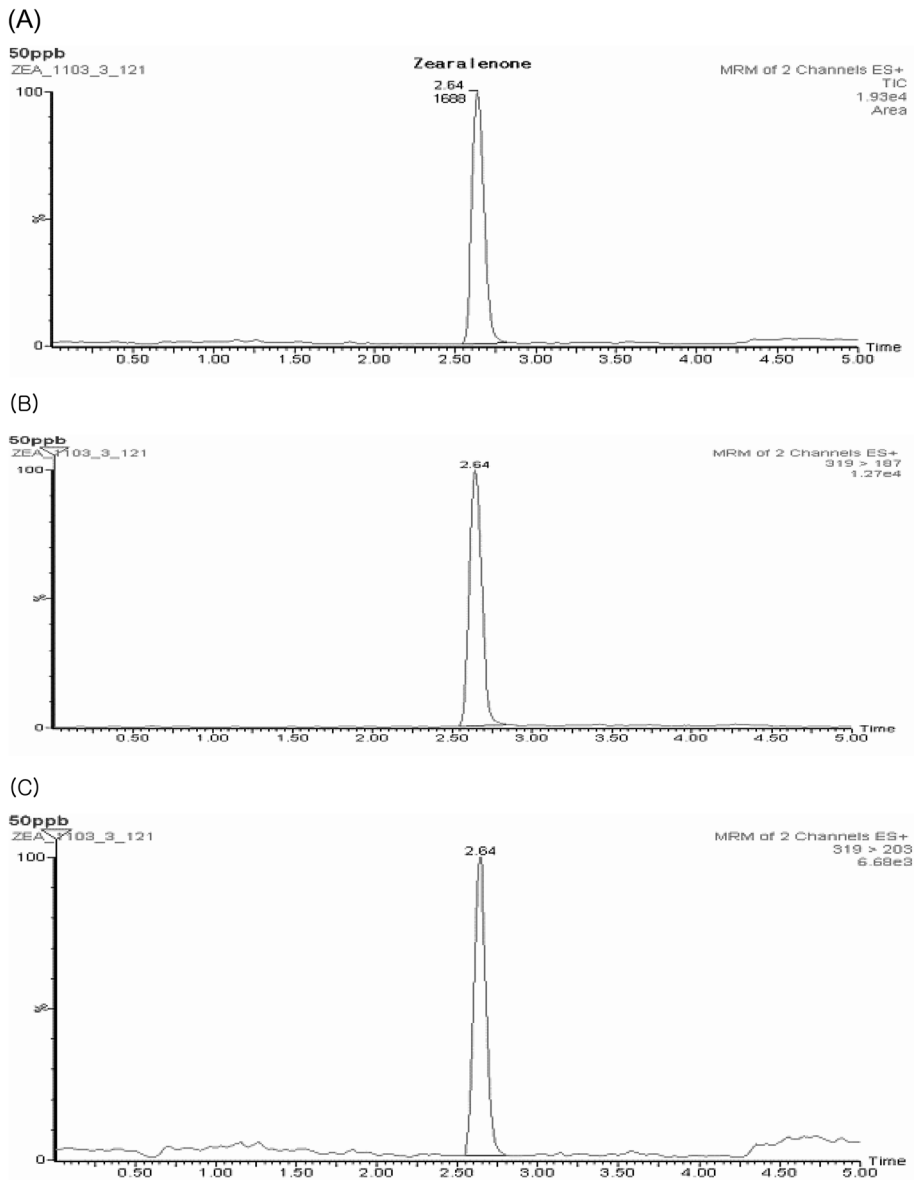 (A)
50ppb
ZEA_1103_3_121
Zearalenone
MRM of 2 Channels ES+
TIC
1.93e4
Area
2.64
1688
100
%
0
0.50 1.00 1.50 2.00 2.50 3.00 3.50 4.00 4.50 5.00 Time
(B)
50ppb
ZEA_1103_3_121
MRM of 2 Channels ES+
319 > 187
1.27e4
2.64
100
%
0
0.50 1.00 1.50 2.00 2.50 3.00 3.50 4.00 4.50 5.00 Time
(C)
50ppb
ZEA_1103_3_121
MRM of 2 Channels ES+
319 > 203
6.68e3
2.64
100
%
0
0.50 1.00 1.50 2.00 2.50 3.00 3.50 4.00 4.50 5.00 Time